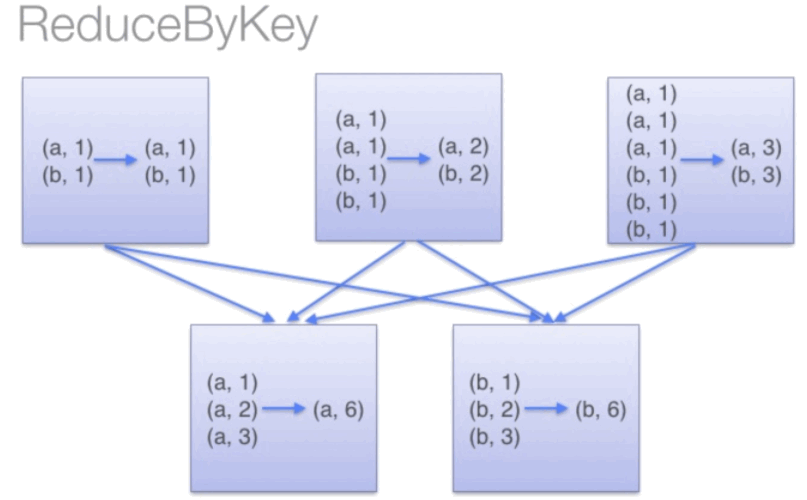 ReduceByKey
(a, 1) (a, 1)
(b, 1) (b, 1)
(a, 1)
(a, 1) (a, 2)
(b, 1) (b, 2)
(b, 1)
(a, 1)
(a, 1)
(a, 1) (a, 3)
(b, 1) (b, 3)
(b, 1)
(b, 1)
(a, 1)
(a, 2) (a, 6)
(a, 3)
(b, 1)
(b, 2) (b, 6)
(b, 3)